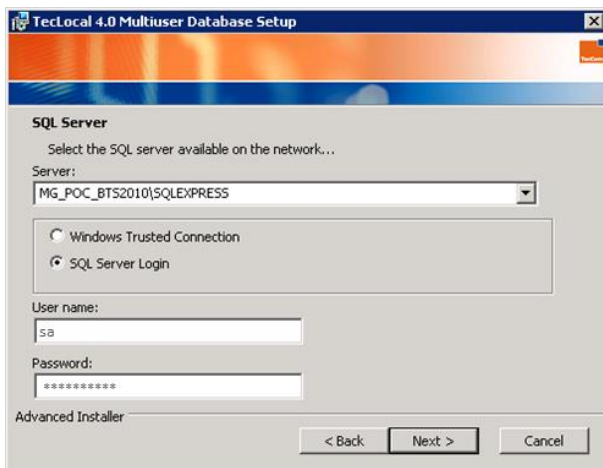 TecLocal 4.0 Multiuser Database Setup
TecCom
SQL Server
Select the SQL server available on the network...
Server:
MG_POC_BTS2010\SQLEXPRESS
Windows Trusted Connection
SQL Server Login
User name:
sa
Password:
**********
Advanced Installer
< Back Next > Cancel